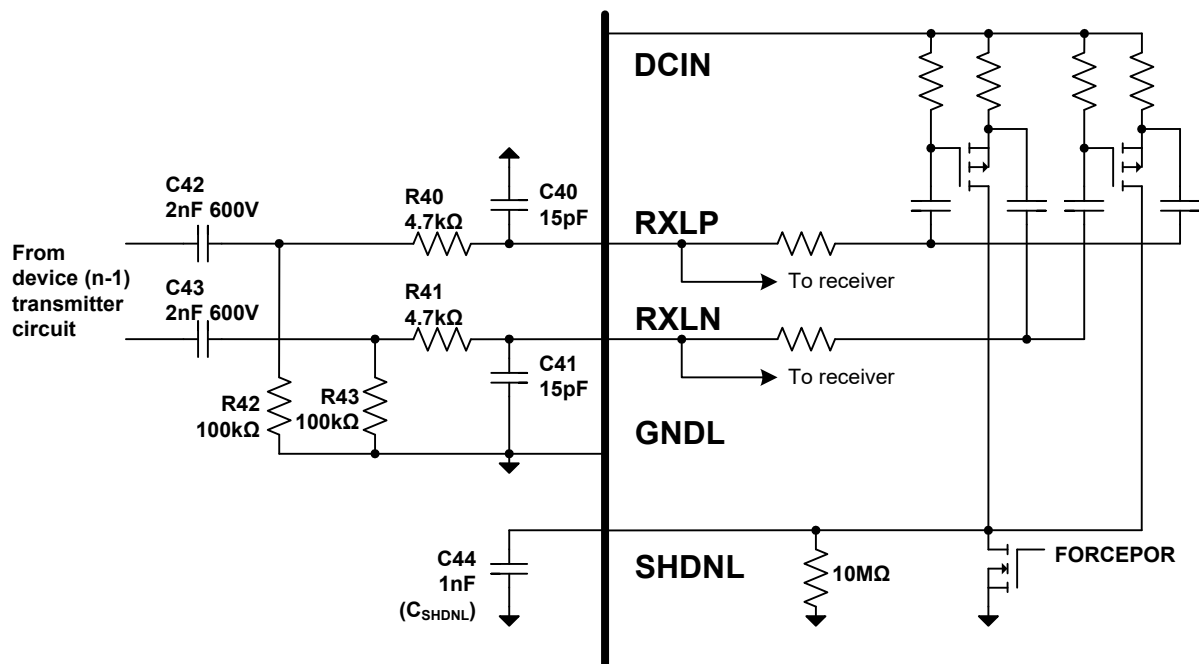 DCIN
C42
2nF 600V
R40
4.7kΩ
C40
15pF
RXLP
From
device (n-1)
transmitter
circuit
To receiver
C43
2nF 600V
R41
4.7kΩ
RXLN
C41
15pF
To receiver
R42
100kΩ
R43
100kΩ
GNDL
C44
1nF
(CSHDNL)
SHDNL
10MΩ
FORCEPOR